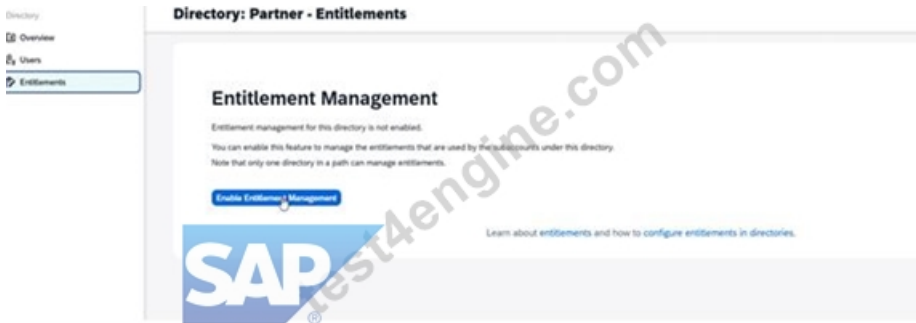 Directory
Directory: Partner - Entitlements
Overview
Users
Entitlements
Entitlement Management
Entitlement management for this directory is not enabled.
You can enable this feature to manage the entitlements that are used by the subaccounts under this directory.
Note that only one directory in a path can manage entitlements.
Enable Entitlement Management
Learn about entitlements and how to configure entitlements in directories.
SAP
®
test4engine.com